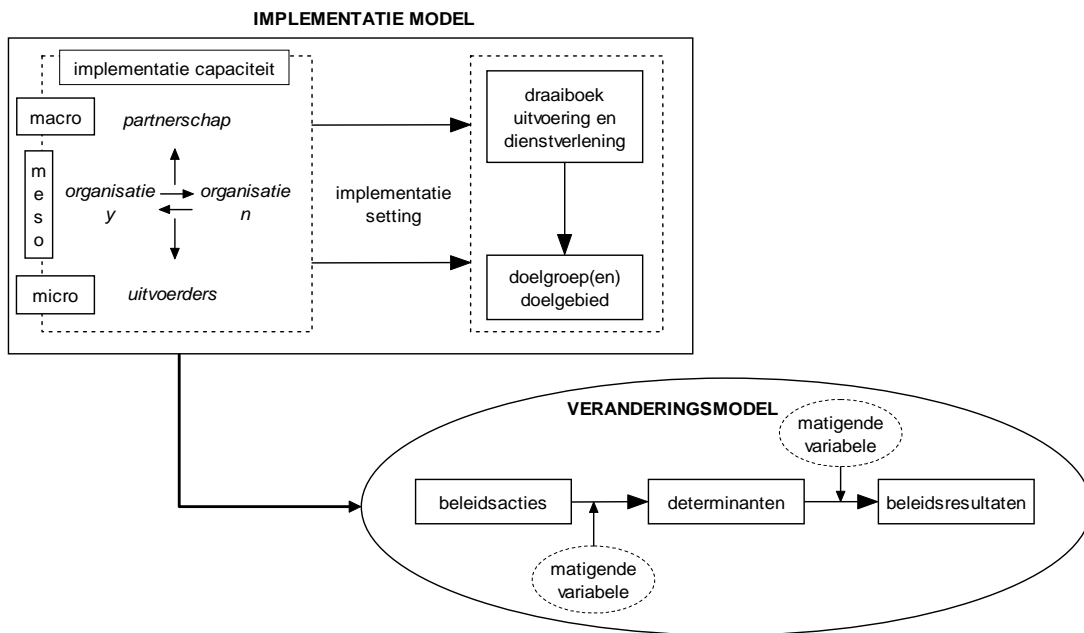 IMPLEMENTATIE MODEL
implementatie capaciteit
macro
partnerschap
meso
organisatie
y
organisatie
n
micro
uitvoerders
implementatie
setting
draaiboek
uitvoering en
dienstverlening
doelgroep(en)
doelgebied
VERANDERINGSMODEL
matigende
variabele
beleidsacties
determinanten
beleidsresultaten
matigende
variabele